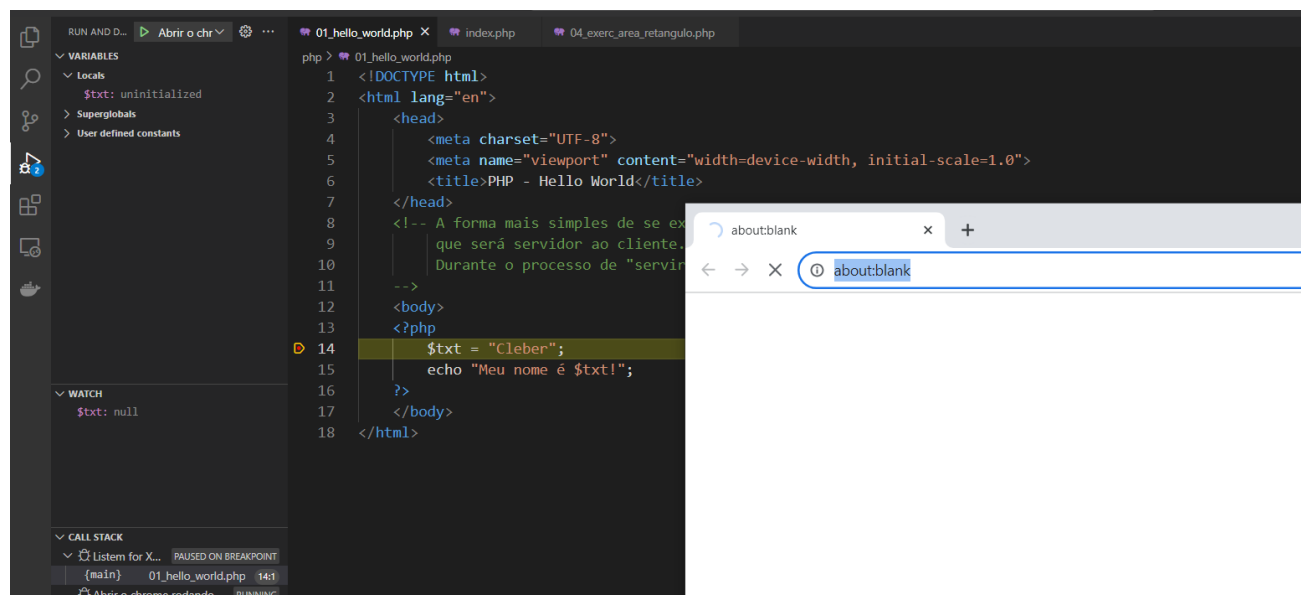 RUN AND D... Abrir o chr
VARIABLES
Locals
$txt: uninitialized
Superglobals
User defined constants
2
WATCH
$txt: null
CALL STACK
Listem for X... PAUSED ON BREAKPOINT
{main} 01_hello_world.php 14:1
Abrir o chrome rodando RUNNING
01_hello_world.php index.php 04_exerc_area_retangulo.php
php > 01_hello_world.php
1 <!DOCTYPE html>
2 <html lang="en">
3 <head>
4 <meta charset="UTF-8">
5 <meta name="viewport" content="width=device-width, initial-scale=1.0">
6 <title>PHP - Hello World</title>
7 </head>
8 <!-- A forma mais simples de se ex
9 que será servidor ao cliente.
10 Durante o processo de "servir
11 -->
12 <body>
13 <?php
14 $txt = "Cleber";
15 echo "Meu nome é $txt!";
16 ?>
17 </body>
18 </html>
about:blank
about:blank